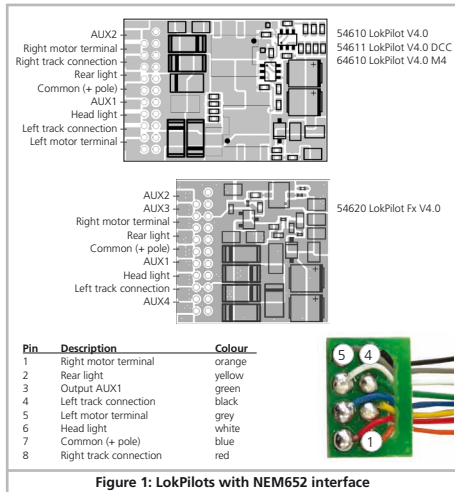 AUX2
Right motor terminal
Right track connection
Rear light
Common (+ pole)
AUX1
Head light
Left track connection
Left motor terminal
54610 LokPilot V4.0
54611 LokPilot V4.0 DCC
64610 LokPilot V4.0 M4
AUX2
AUX3
Right motor terminal
Rear light
Common (+ pole)
AUX1
Head light
Left track connection
AUX4
54620 LokPilot Fx V4.0
Pin Description Colour
1 Right motor terminal orange
2 Rear light yellow
3 Output AUX1 green
4 Left track connection black
5 Left motor terminal grey
6 Head light white
7 Common (+ pole) blue
8 Right track connection red
5 4
1
Figure 1: LokPilots with NEM652 interface